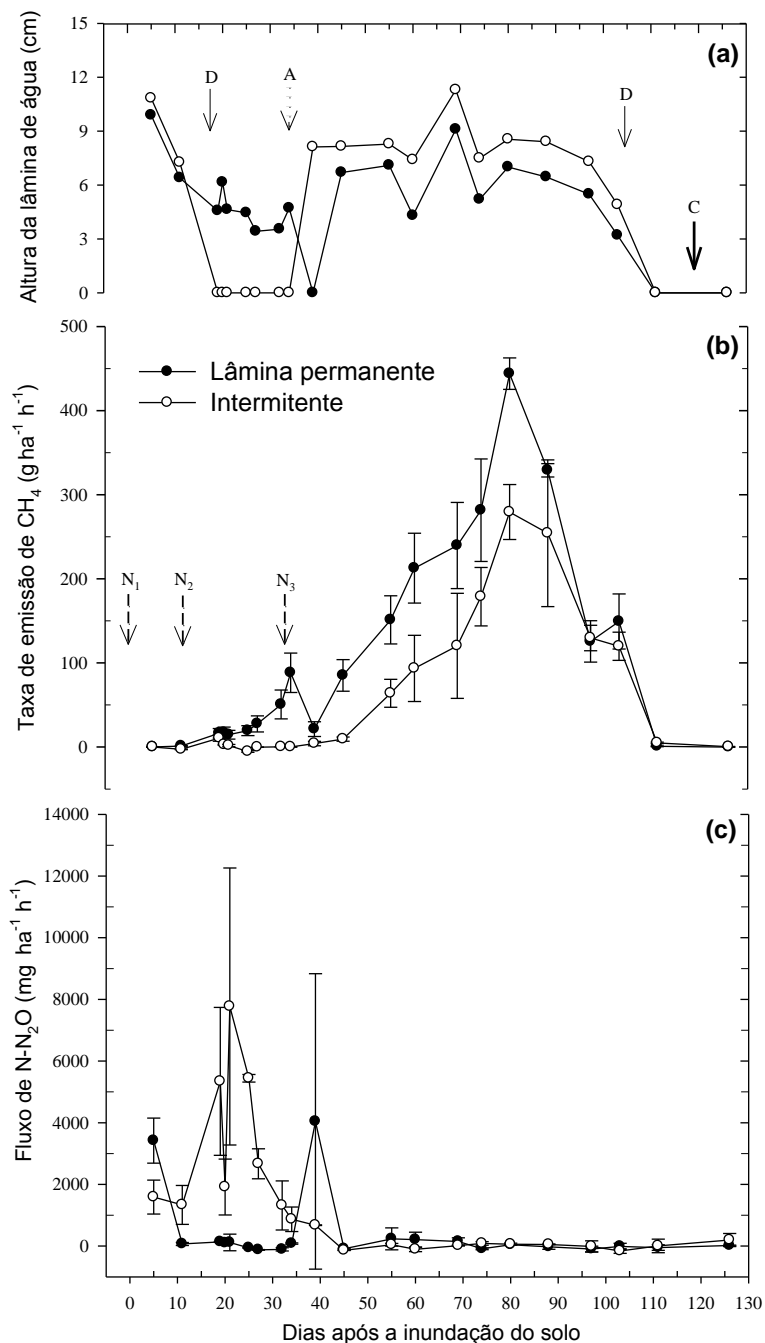 Altura da lâmina de água (cm)
15
12
9
6
3
0
(a)
D
A
D
C
Taxa de emissão de CH₄ (g ha⁻¹ h⁻¹)
500
400
300
200
100
0
(b)
Lâmina permanente
Intermitente
N₁
N₂
N₃
Fluxo de N-N₂O (mg ha⁻¹ h⁻¹)
14000
12000
10000
8000
6000
4000
2000
0
(c)
0 10 20 30 40 50 60 70 80 90 100 110 120 130
Dias após a inundação do solo